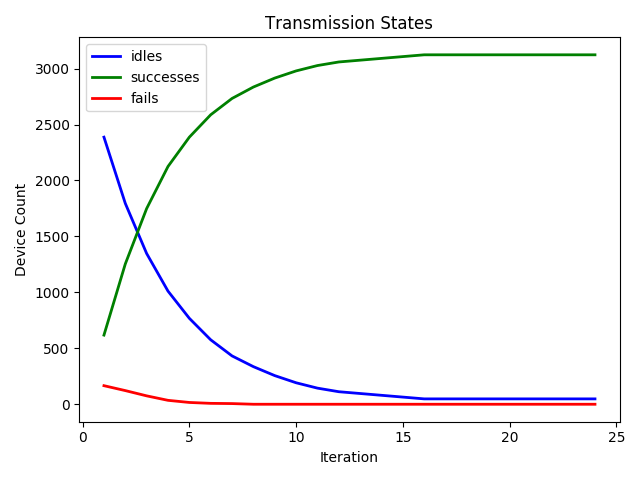 Transmission States
idles
successes
fails
Device Count
3000
2500
2000
1500
1000
500
0
0 5 10 15 20 25
Iteration